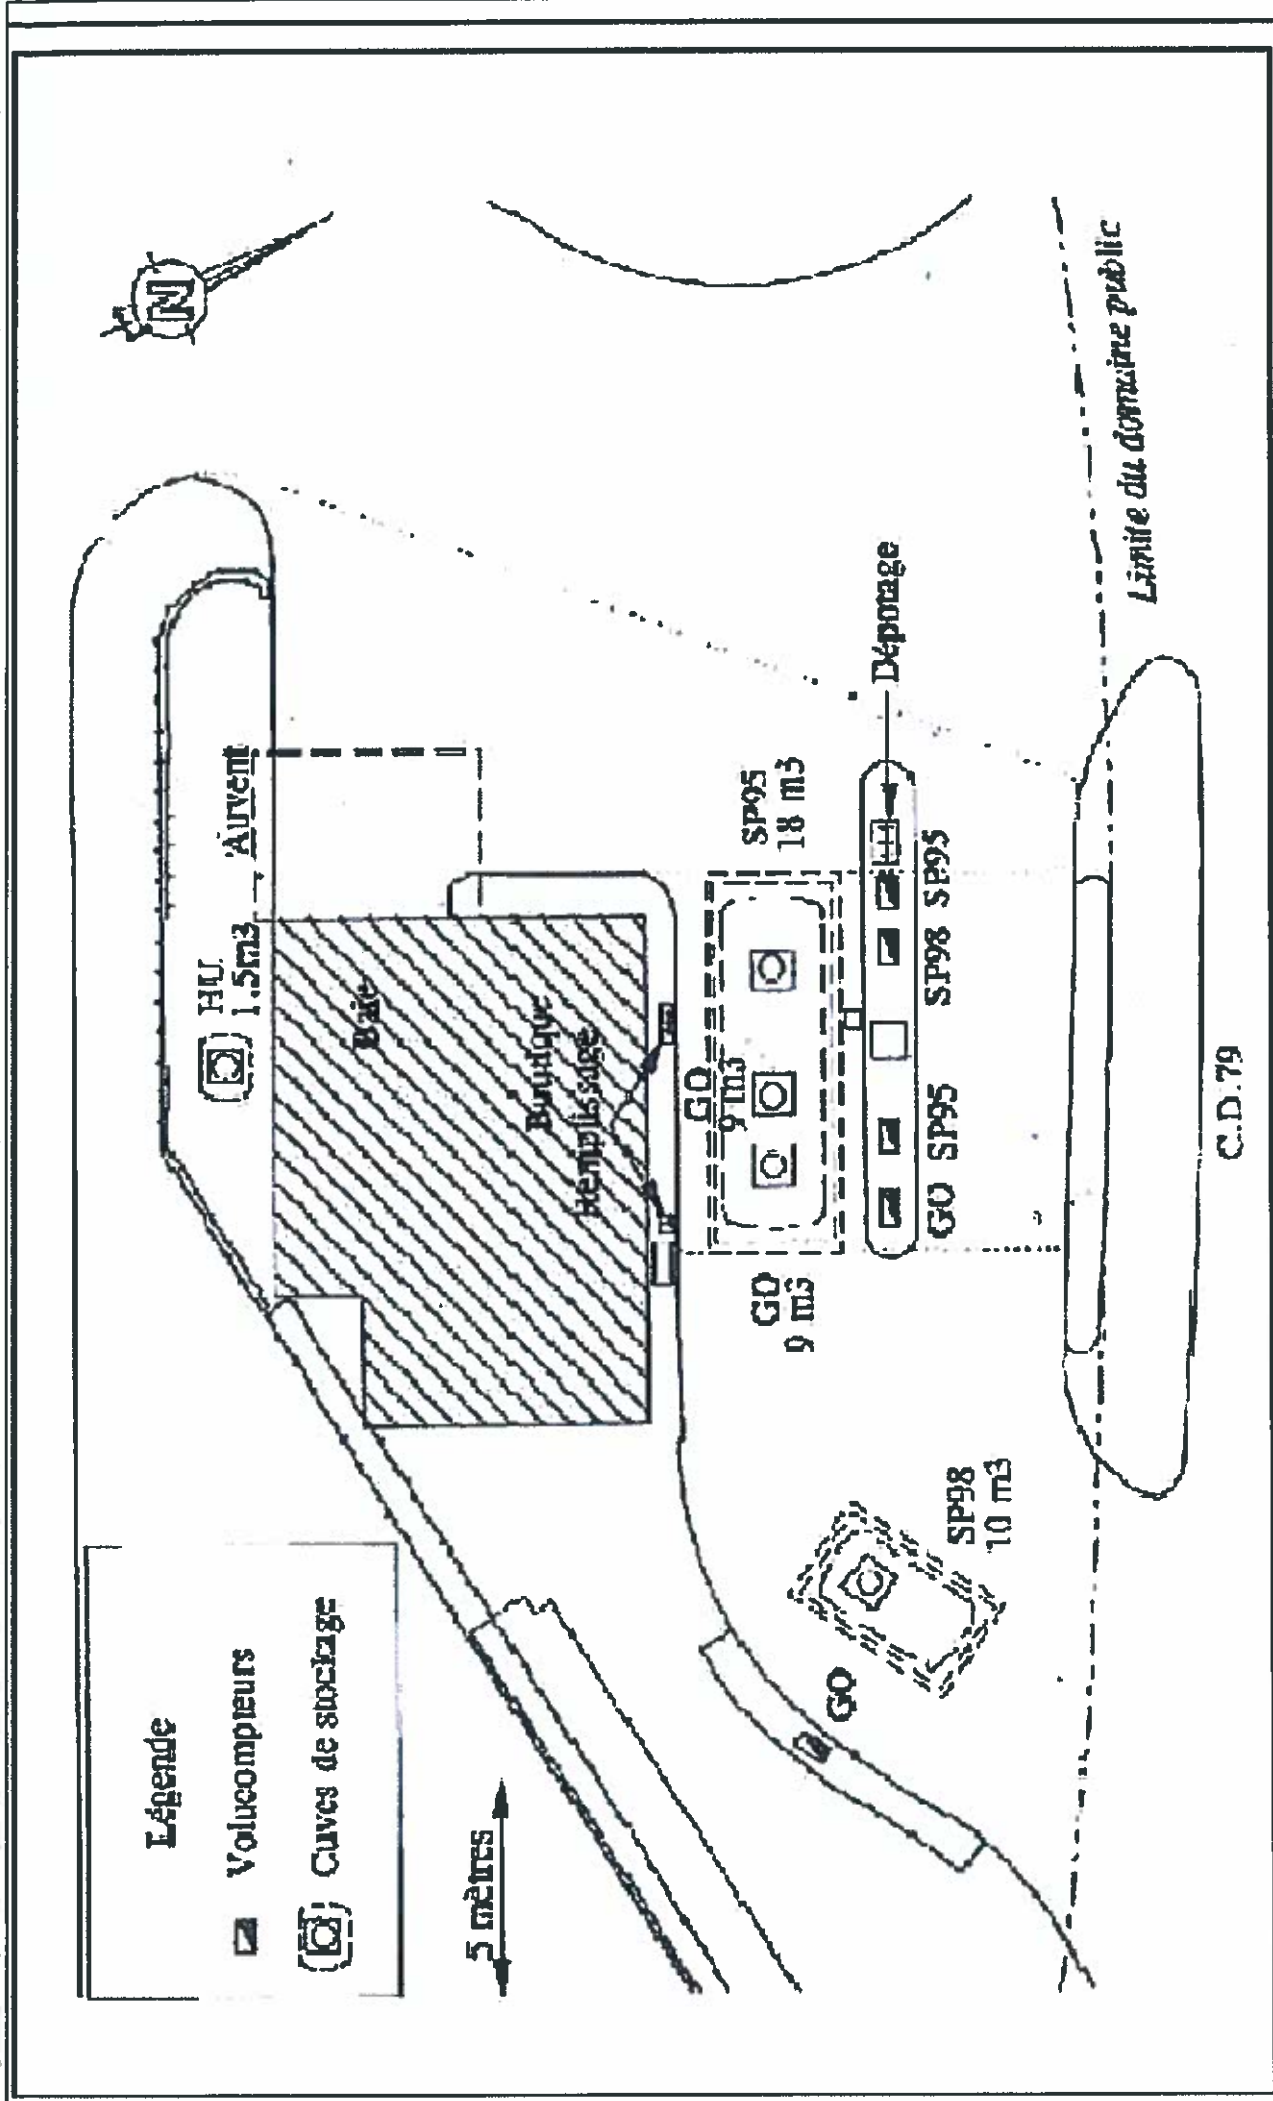 Légende
Volucompteurs
Cuves de stockage
5 mètres
N
HU
1.5m3
Auvent
Baie
Boutique
Remplissage
GO
9 m3
GO
9 m3
SP95
18 m3
Dépotage
GO SP95
SP98 SP95
GO
SP98
10 m3
Limite du domaine public
C.D.79